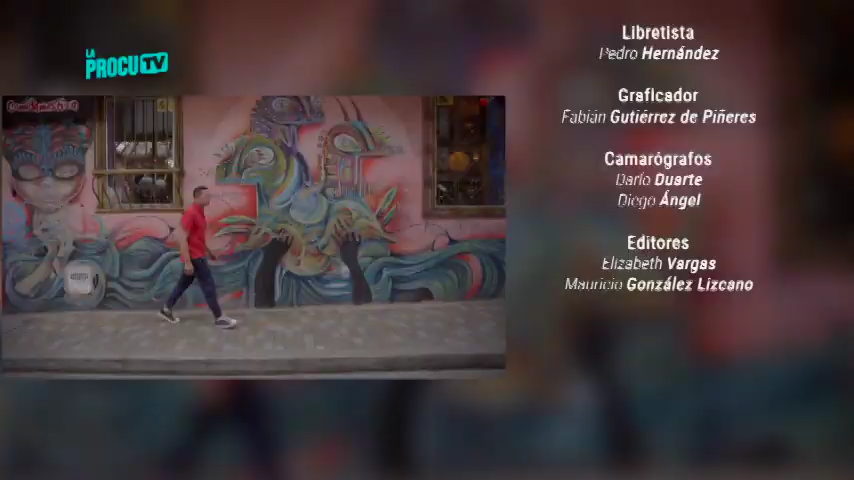 LA
PROCU TV
Libretista
Pedro Hernández
Graficador
Fabián Gutiérrez de Piñeres
Camarógrafos
Darío Duarte
Diego Ángel
Editores
Elizabeth Vargas
Mauricio González Lizcano